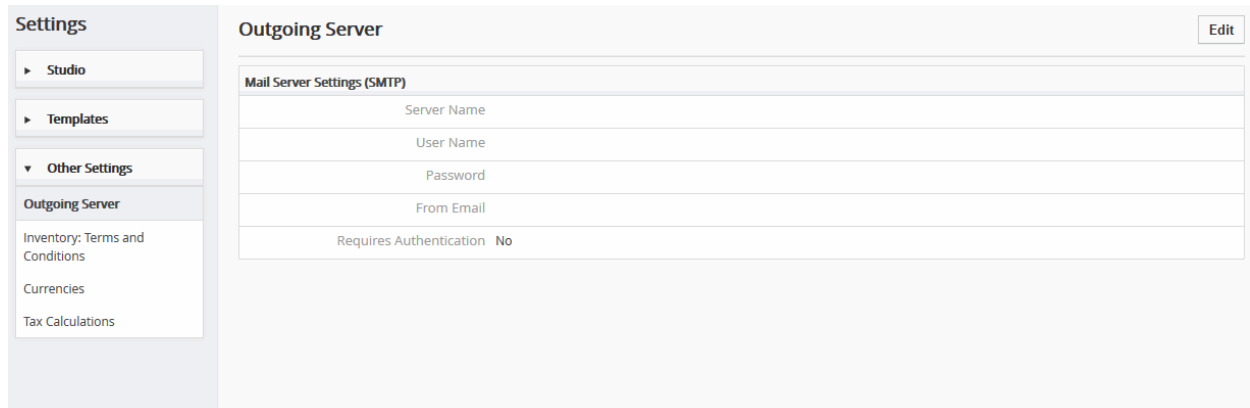 Settings
Studio
Templates
Other Settings
Outgoing Server
Inventory: Terms and
Conditions
Currencies
Tax Calculations
Outgoing Server
Edit
Mail Server Settings (SMTP)
Server Name
User Name
Password
From Email
Requires Authentication No